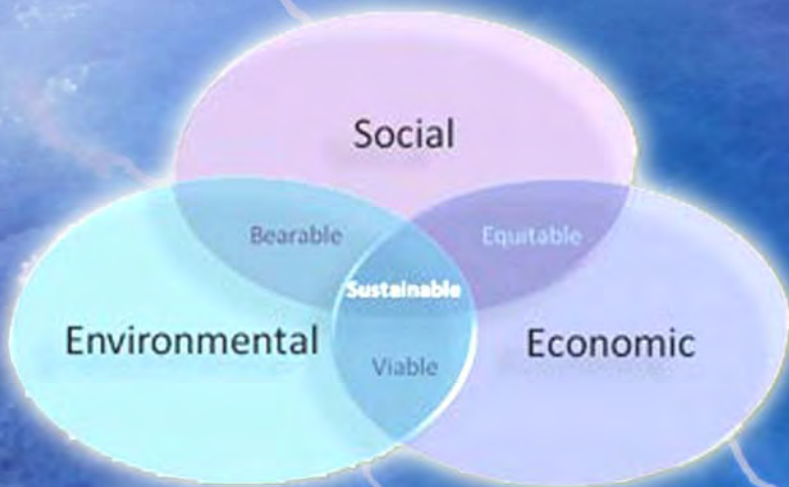 Social
Bearable
Equitable
Sustainable
Environmental
Economic
Viable